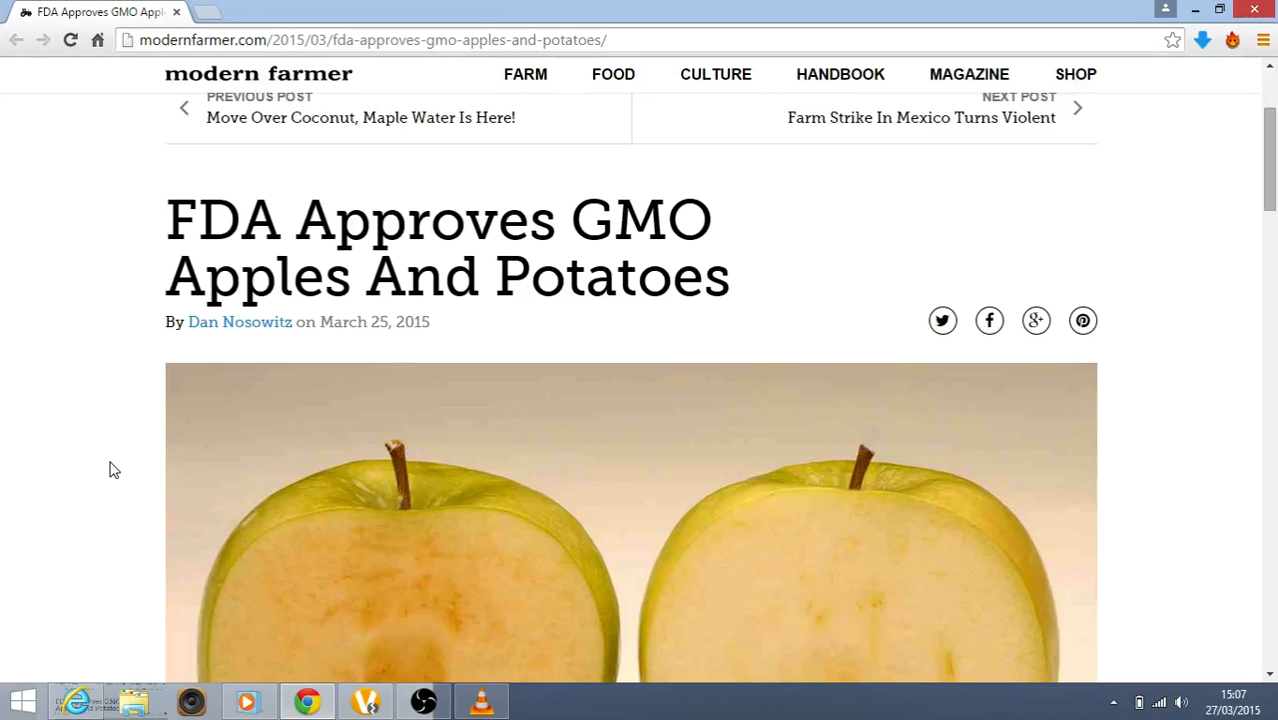 FDA Approves GMO Appl
modernfarmer.com/2015/03/fda-approves-gmo-apples-and-potatoes/
modern farmer FARM FOOD CULTURE HANDBOOK MAGAZINE SHOP
PREVIOUS POST
Move Over Coconut, Maple Water Is Here!
NEXT POST
Farm Strike In Mexico Turns Violent
FDA Approves GMO
Apples And Potatoes
By Dan Nosowitz on March 25, 2015
15:07
27/03/2015